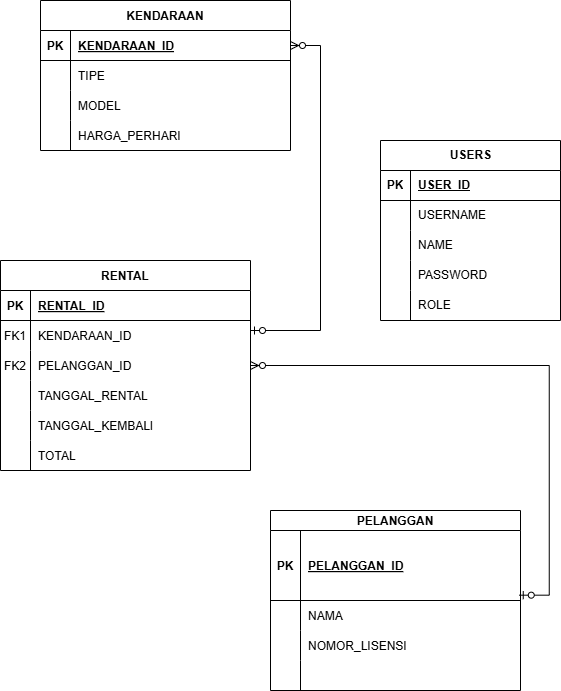 KENDARAAN
PK KENDARAAN_ID
TIPE
MODEL
HARGA_PERHARI
USERS
PK USER_ID
USERNAME
NAME
PASSWORD
ROLE
RENTAL
PK RENTAL_ID
FK1 KENDARAAN_ID
FK2 PELANGGAN_ID
TANGGAL_RENTAL
TANGGAL_KEMBALI
TOTAL
PELANGGAN
PK PELANGGAN_ID
NAMA
NOMOR_LISENSI